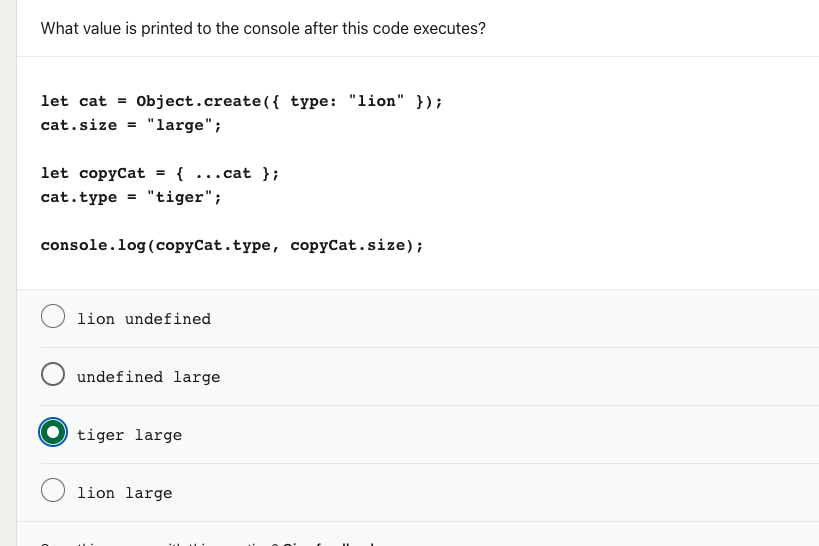 What value is printed to the console after this code executes?
let cat = Object.create({ type: "lion" });
cat.size = "large";
let copyCat = { ...cat };
cat.type = "tiger";
console.log(copyCat.type, copyCat.size);
lion undefined
undefined large
tiger large
lion large